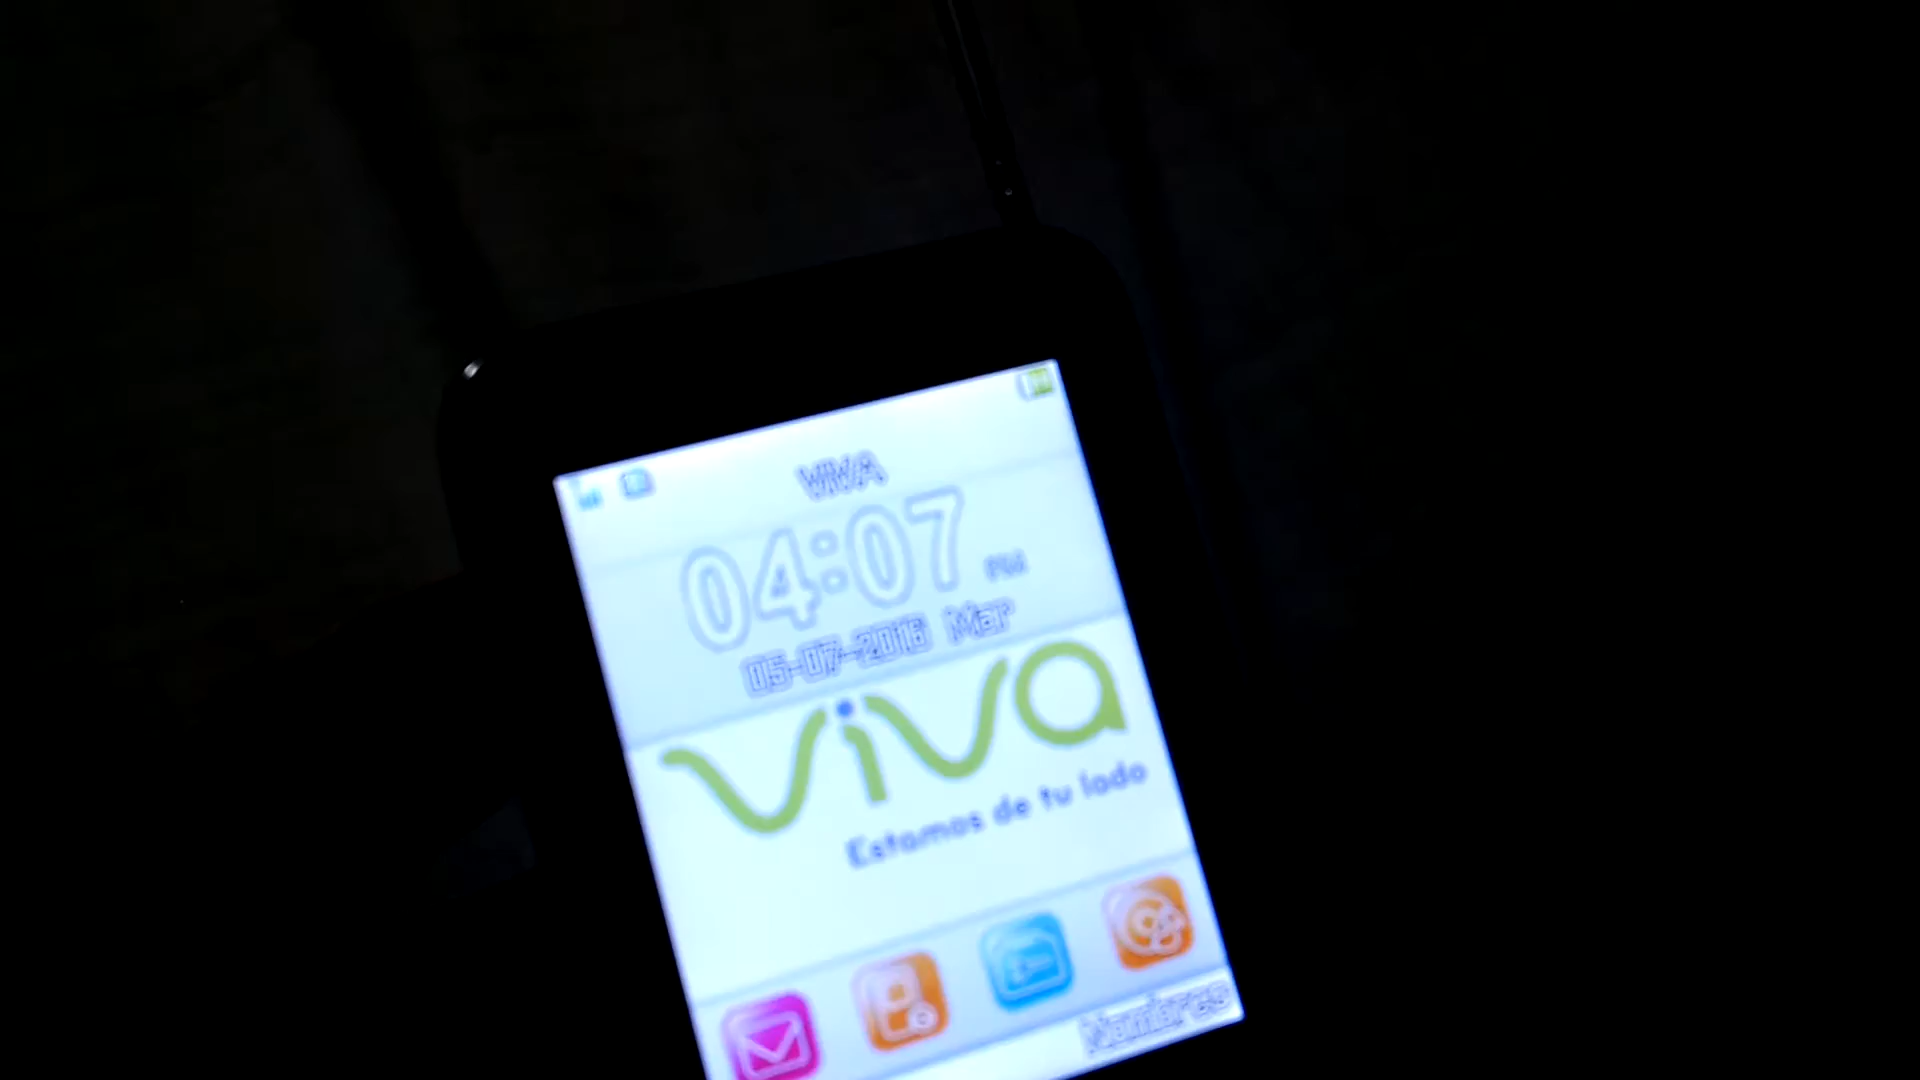 VIVA
04:07 PM
05-07-2016 Mar
viva
Estamos de tu lado
Nombres